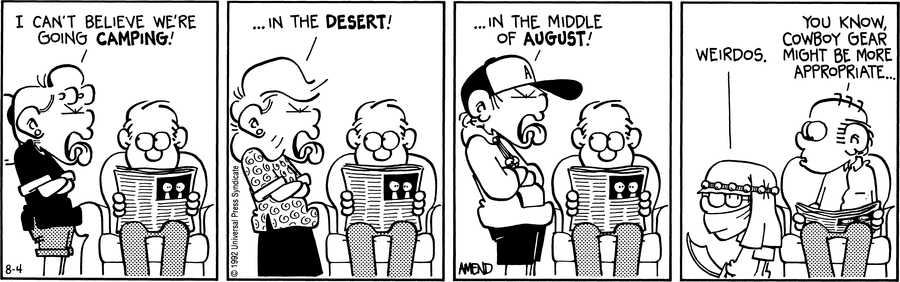 I CAN'T BELIEVE WE'RE
GOING CAMPING!
8-4
...IN THE DESERT!
© 1992 Universal Press Syndicate
...IN THE MIDDLE
OF AUGUST!
A
AMEND
WEIRDOS.
YOU KNOW,
COWBOY GEAR
MIGHT BE MORE
APPROPRIATE...